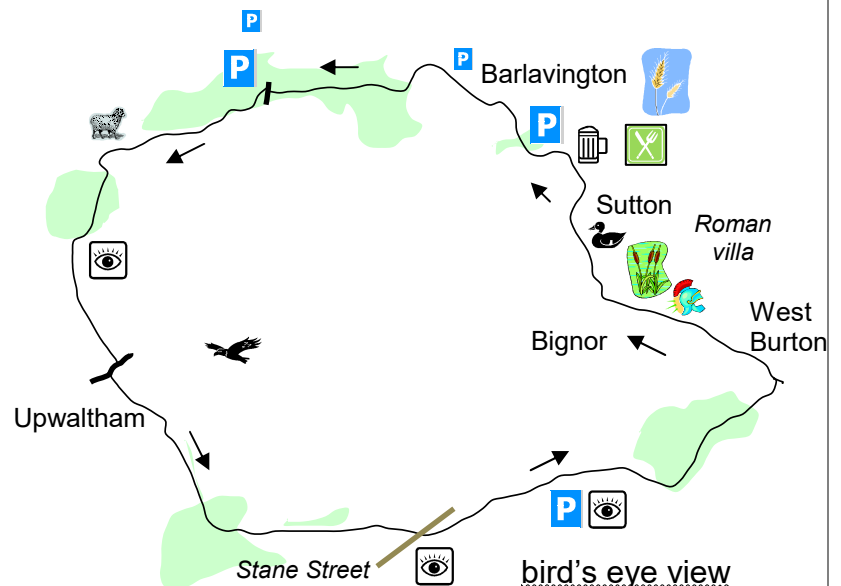 P
P
P
Barlavington
P
Sutton
Roman
villa
West
Burton
Bignor
Upwaltham
P
Stane Street
bird's eye view